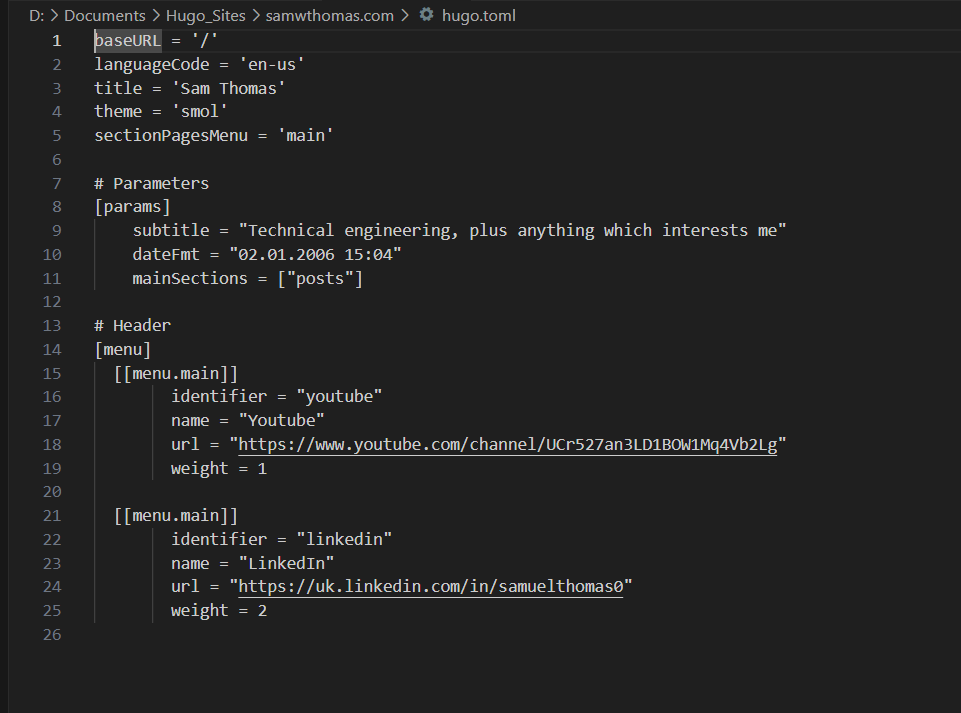 D: > Documents > Hugo_Sites > samwthomas.com > hugo.toml
1 baseURL = '/'
2 languageCode = 'en-us'
3 title = 'Sam Thomas'
4 theme = 'smol'
5 sectionPagesMenu = 'main'
6
7 # Parameters
8 [params]
9 subtitle = "Technical engineering, plus anything which interests me"
10 dateFmt = "02.01.2006 15:04"
11 mainSections = ["posts"]
12
13 # Header
14 [menu]
15 [[menu.main]]
16 identifier = "youtube"
17 name = "Youtube"
18 url = "https://www.youtube.com/channel/UCr527an3LD1BOW1Mq4Vb2Lg"
19 weight = 1
20
21 [[menu.main]]
22 identifier = "linkedin"
23 name = "LinkedIn"
24 url = "https://uk.linkedin.com/in/samuelthomas0"
25 weight = 2
26